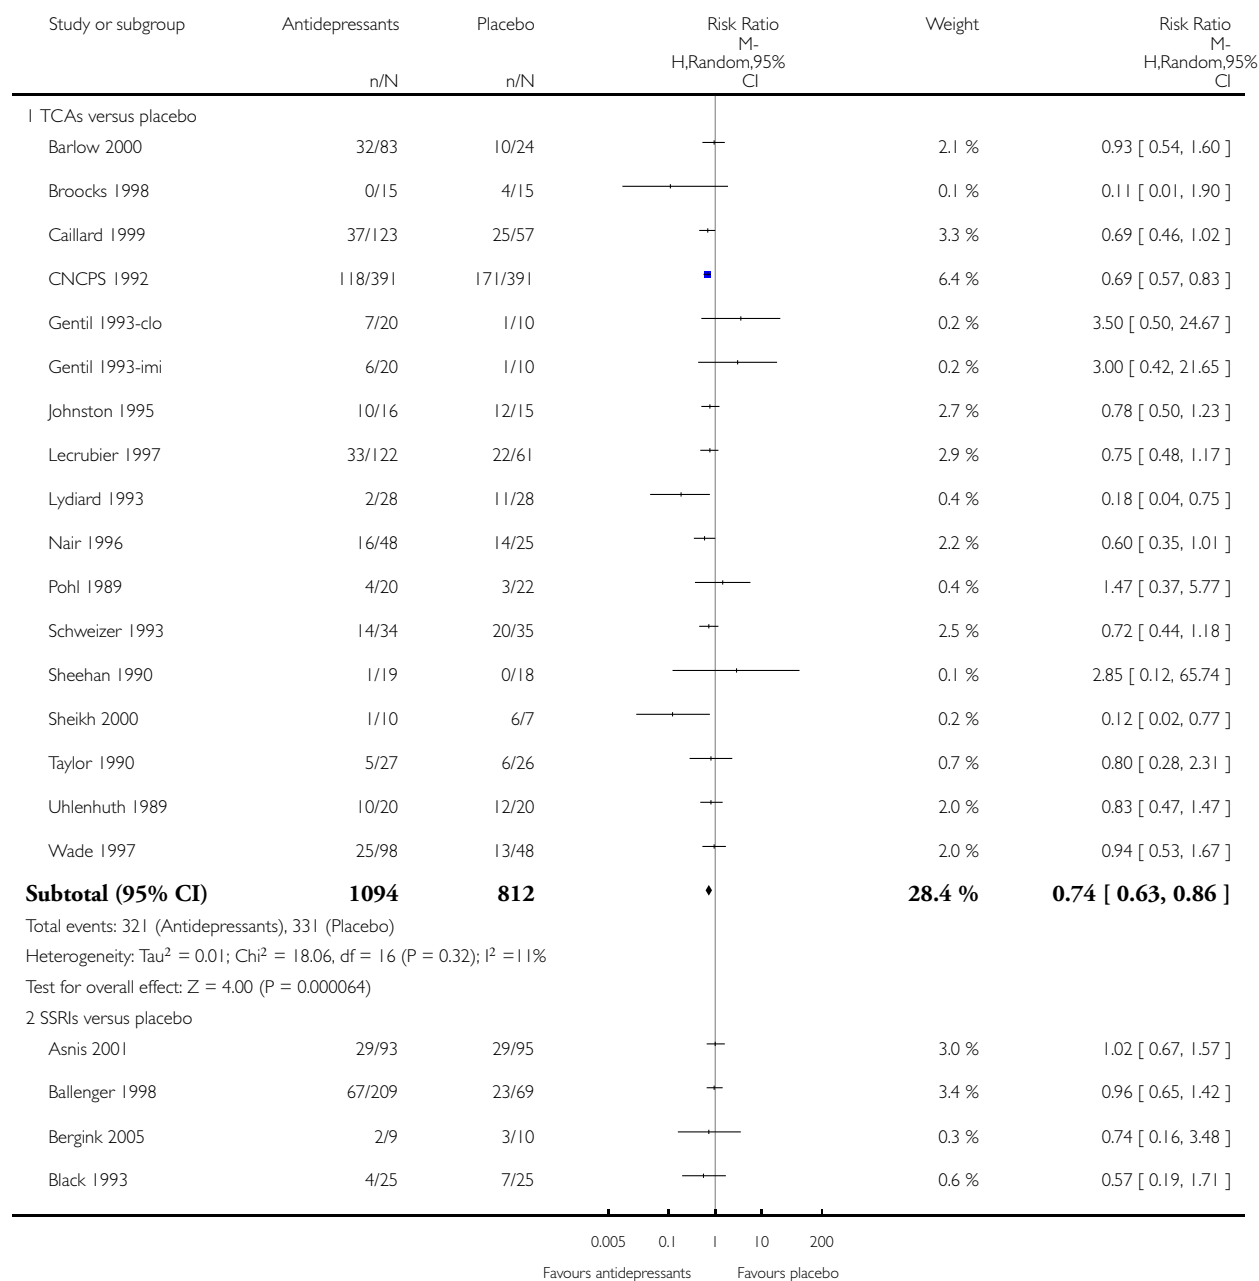 Study or subgroup Antidepressants Placebo Risk Ratio Weight Risk Ratio
M- M-
H,Random,95% H,Random,95%
n/N n/N CI CI
1 TCAs versus placebo
Barlow 2000 32/83 10/24 2.1 % 0.93 [ 0.54, 1.60 ]
Broocks 1998 0/15 4/15 0.1 % 0.11 [ 0.01, 1.90 ]
Caillard 1999 37/123 25/57 3.3 % 0.69 [ 0.46, 1.02 ]
CNCPS 1992 118/391 171/391 6.4 % 0.69 [ 0.57, 0.83 ]
Gentil 1993-clo 7/20 1/10 0.2 % 3.50 [ 0.50, 24.67 ]
Gentil 1993-imi 6/20 1/10 0.2 % 3.00 [ 0.42, 21.65 ]
Johnston 1995 10/16 12/15 2.7 % 0.78 [ 0.50, 1.23 ]
Lecrubier 1997 33/122 22/61 2.9 % 0.75 [ 0.48, 1.17 ]
Lydiard 1993 2/28 11/28 0.4 % 0.18 [ 0.04, 0.75 ]
Nair 1996 16/48 14/25 2.2 % 0.60 [ 0.35, 1.01 ]
Pohl 1989 4/20 3/22 0.4 % 1.47 [ 0.37, 5.77 ]
Schweizer 1993 14/34 20/35 2.5 % 0.72 [ 0.44, 1.18 ]
Sheehan 1990 1/19 0/18 0.1 % 2.85 [ 0.12, 65.74 ]
Sheikh 2000 1/10 6/7 0.2 % 0.12 [ 0.02, 0.77 ]
Taylor 1990 5/27 6/26 0.7 % 0.80 [ 0.28, 2.31 ]
Uhlenhuth 1989 10/20 12/20 2.0 % 0.83 [ 0.47, 1.47 ]
Wade 1997 25/98 13/48 2.0 % 0.94 [ 0.53, 1.67 ]
Subtotal (95% CI) 1094 812 28.4 % 0.74 [ 0.63, 0.86 ]
Total events: 321 (Antidepressants), 331 (Placebo)
Heterogeneity: Tau² = 0.01; Chi² = 18.06, df = 16 (P = 0.32); I² =11%
Test for overall effect: Z = 4.00 (P = 0.000064)
2 SSRIs versus placebo
Asnis 2001 29/93 29/95 3.0 % 1.02 [ 0.67, 1.57 ]
Ballenger 1998 67/209 23/69 3.4 % 0.96 [ 0.65, 1.42 ]
Bergink 2005 2/9 3/10 0.3 % 0.74 [ 0.16, 3.48 ]
Black 1993 4/25 7/25 0.6 % 0.57 [ 0.19, 1.71 ]
0.005 0.1 1 10 200
Favours antidepressants Favours placebo